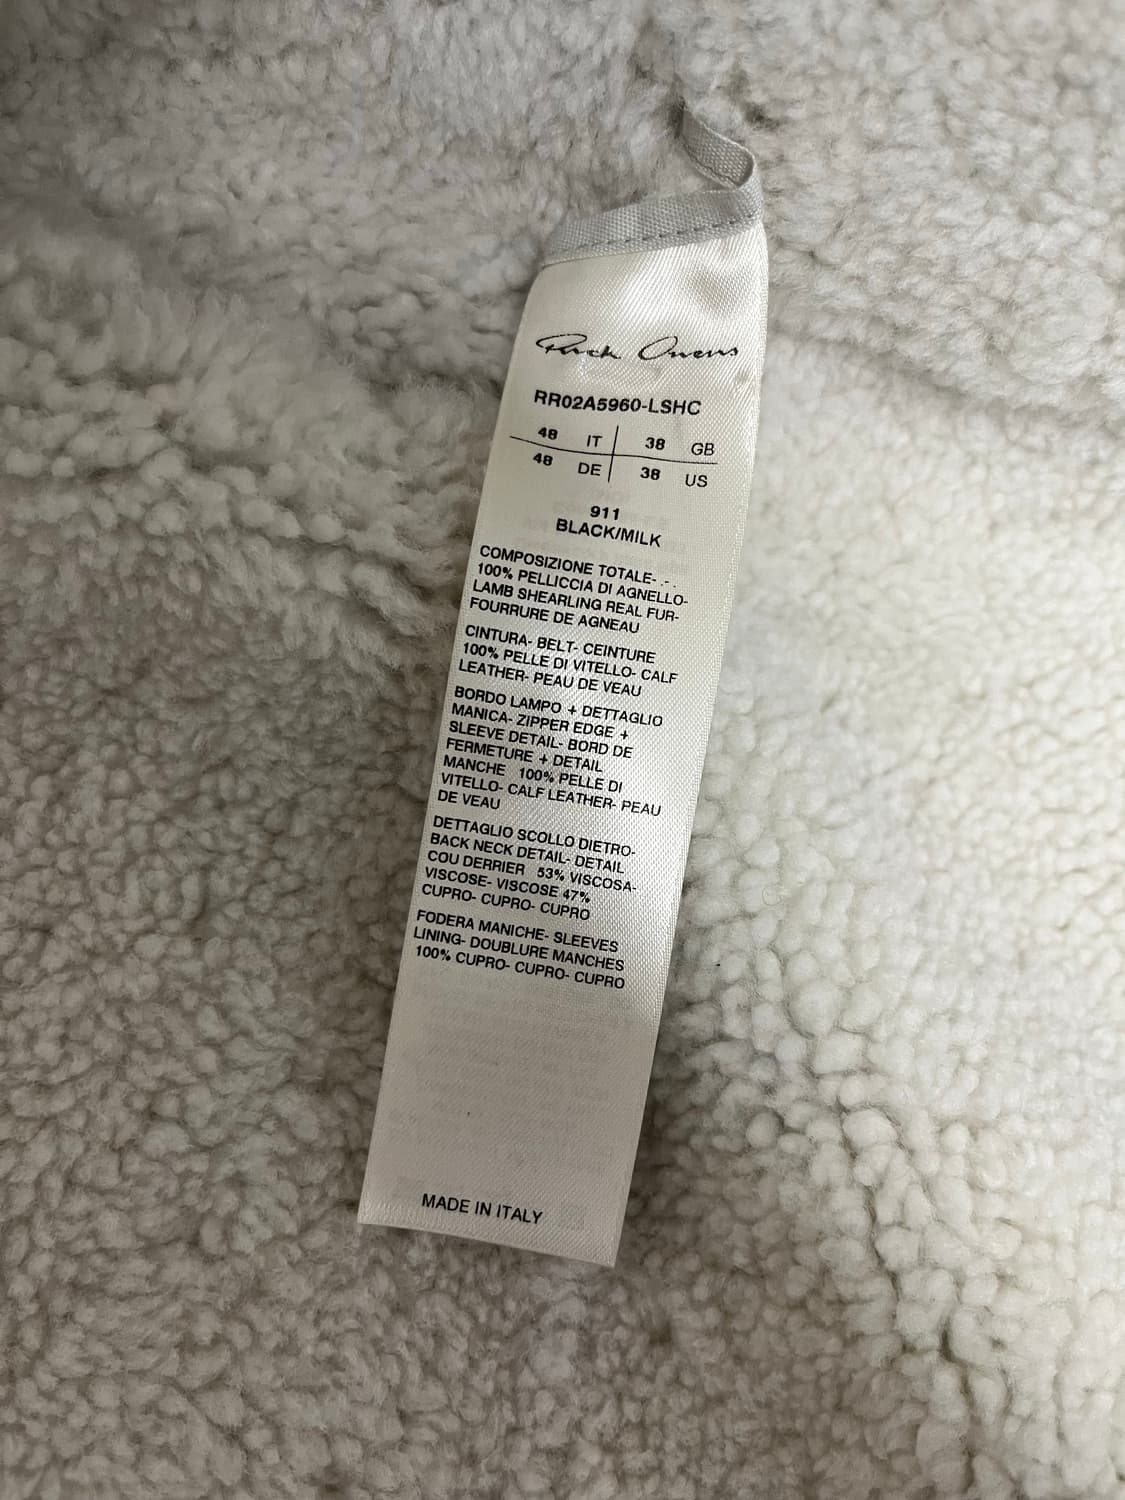 Rick Owens
RR02A5960-LSHC
48 IT 38 GB
48 DE 38 US
911
BLACK/MILK
COMPOSIZIONE TOTALE- - -
100% PELLICCIA DI AGNELLO-
LAMB SHEARLING REAL FUR-
FOURRURE DE AGNEAU
CINTURA- BELT- CEINTURE
100% PELLE DI VITELLO- CALF
LEATHER- PEAU DE VEAU
BORDO LAMPO + DETTAGLIO
MANICA- ZIPPER EDGE +
SLEEVE DETAIL- BORD DE
FERMETURE + DETAIL
MANCHE 100% PELLE DI
VITELLO- CALF LEATHER- PEAU
DE VEAU
DETTAGLIO SCOLLO DIETRO-
BACK NECK DETAIL- DETAIL
COU DERRIER 53% VISCOSA-
VISCOSE- VISCOSE 47%
CUPRO- CUPRO- CUPRO
FODERA MANICHE- SLEEVES
LINING- DOUBLURE MANCHES
100% CUPRO- CUPRO- CUPRO
MADE IN ITALY